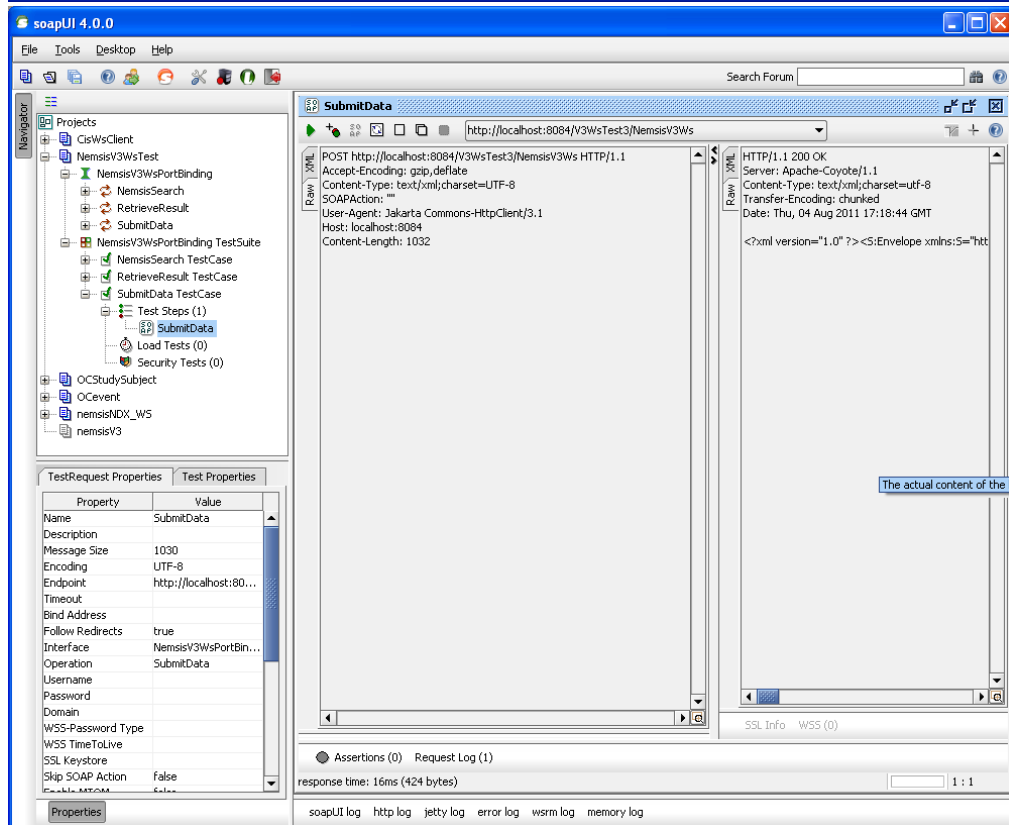 soapUI 4.0.0
File Tools Desktop Help
Search Forum
Navigator
Projects
CisWsClient
NemsisV3WsTest
NemsisV3WsPortBinding
NemsisSearch
RetrieveResult
SubmitData
NemsisV3WsPortBinding TestSuite
NemsisSearch TestCase
RetrieveResult TestCase
SubmitData TestCase
Test Steps (1)
SubmitData
Load Tests (0)
Security Tests (0)
OCStudySubject
OCevent
nemsisNDX_WS
nemsisV3
TestRequest Properties Test Properties
Property Value
Name SubmitData
Description
Message Size 1030
Encoding UTF-8
Endpoint http://localhost:80...
Timeout
Bind Address
Follow Redirects true
Interface NemsisV3WsPortBin...
Operation SubmitData
Username
Password
Domain
WSS-Password Type
WSS TimeToLive
SSL Keystore
Skip SOAP Action false
Enable MTOM false
Properties
SubmitData
http://localhost:8084/V3WsTest3/NemsisV3Ws
XML
Raw
POST http://localhost:8084/V3WsTest3/NemsisV3Ws HTTP/1.1
Accept-Encoding: gzip,deflate
Content-Type: text/xml;charset=UTF-8
SOAPAction: ""
User-Agent: Jakarta Commons-HttpClient/3.1
Host: localhost:8084
Content-Length: 1032
XML
Raw
HTTP/1.1 200 OK
Server: Apache-Coyote/1.1
Content-Type: text/xml;charset=utf-8
Transfer-Encoding: chunked
Date: Thu, 04 Aug 2011 17:18:44 GMT
<?xml version="1.0" ?><S:Envelope xmlns:S="htt
The actual content of the
SSL Info WSS (0)
Assertions (0) Request Log (1)
response time: 16ms (424 bytes)
1 : 1
soapUI log http log jetty log error log wsrm log memory log